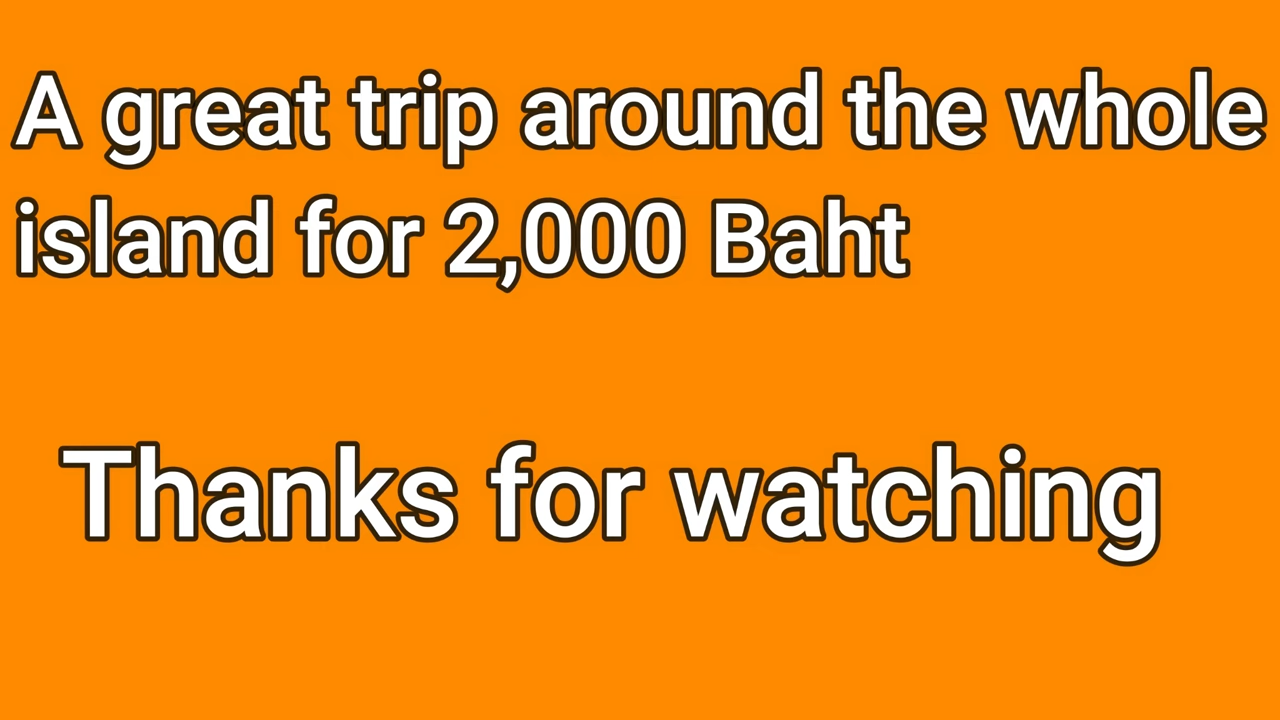 A great trip around the whole
island for 2,000 Baht
Thanks for watching